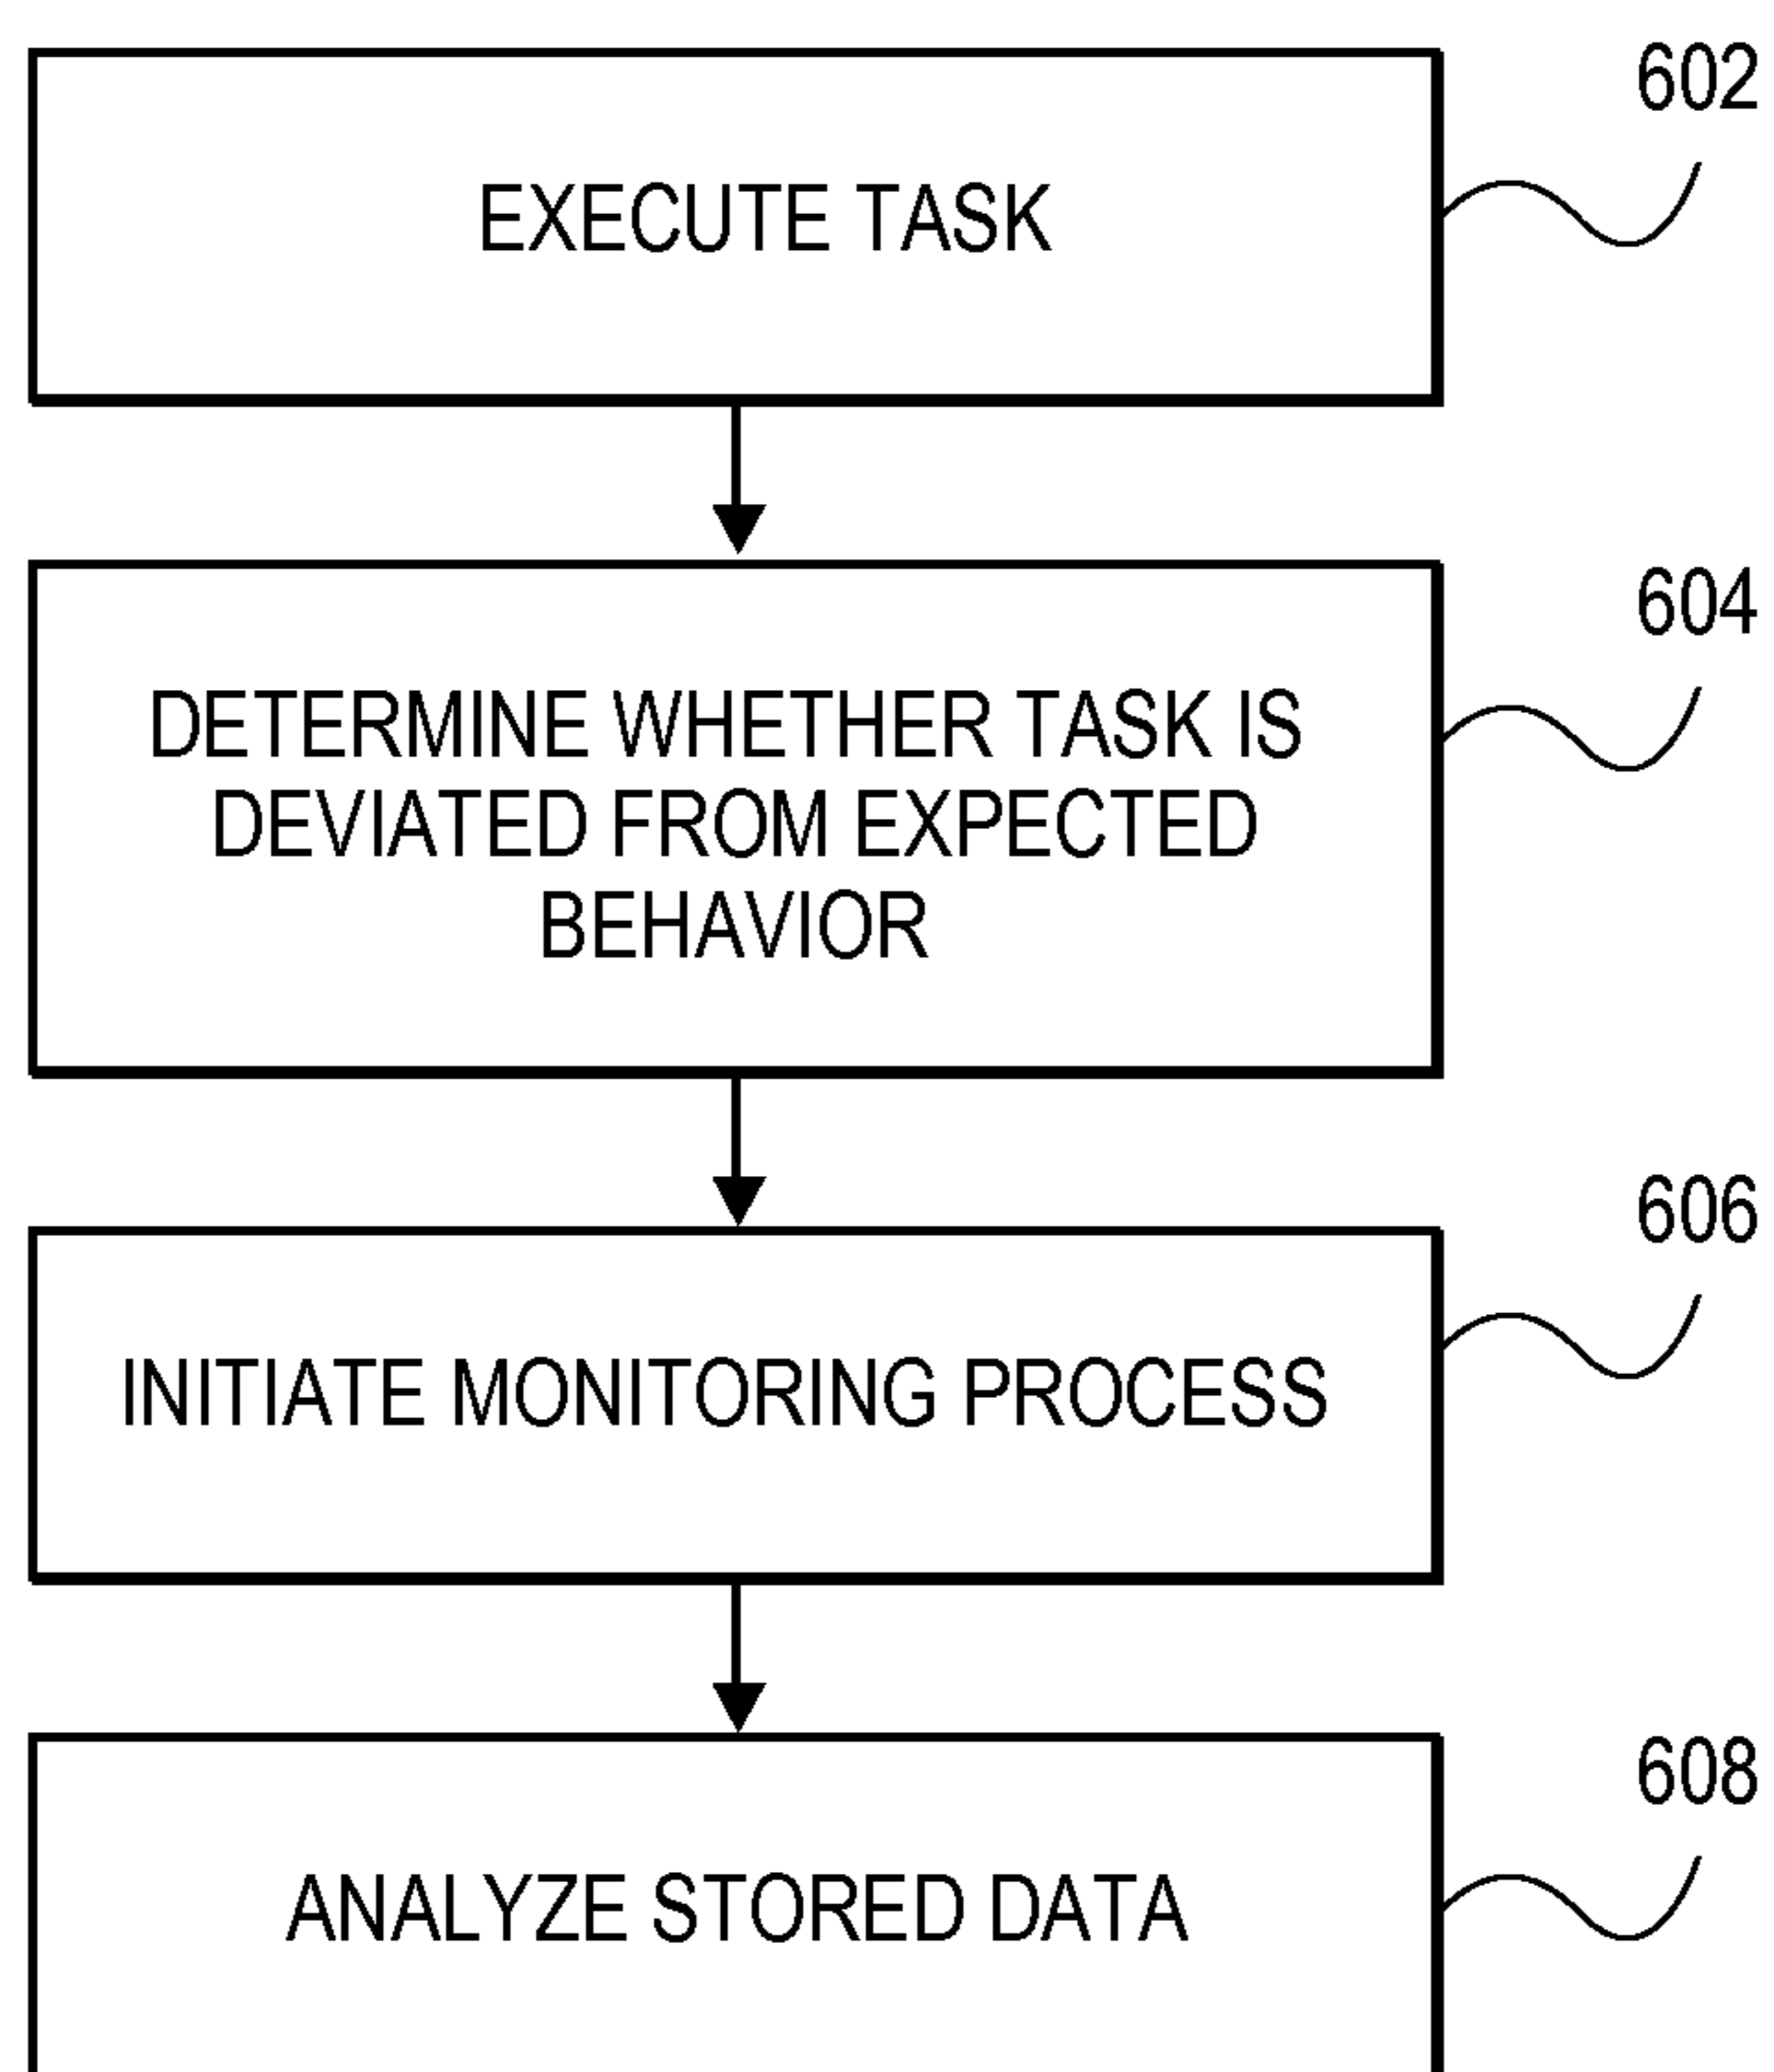 602
EXECUTE TASK
604
DETERMINE WHETHER TASK IS
DEVIATED FROM EXPECTED
BEHAVIOR
606
INITIATE MONITORING PROCESS
608
ANALYZE STORED DATA